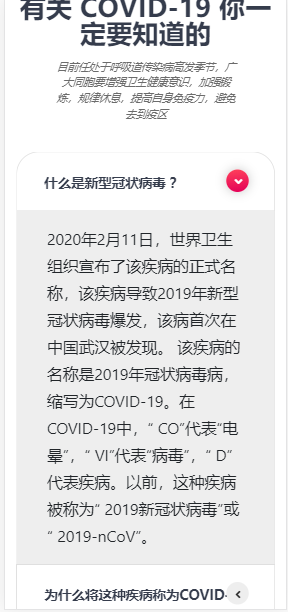 有关 COVID-19 你一
定要知道的
目前任处于呼吸道传染病高发季节，广
大同胞要增强卫生健康意识，加强锻
炼，规律休息，提高自身免疫力，避免
去到疫区
什么是新型冠状病毒？
2020年2月11日，世界卫生
组织宣布了该疾病的正式名
称，该疾病导致2019年新型
冠状病毒爆发，该病首次在
中国武汉被发现。 该疾病的
名称是2019年冠状病毒病，
缩写为COVID-19。在
COVID-19中，“ CO”代表“电
晕”，“ VI”代表“病毒”，“ D”
代表疾病。以前，这种疾病
被称为“ 2019新冠状病毒”或
“ 2019-nCoV”。
为什么将这种疾病称为COVID-